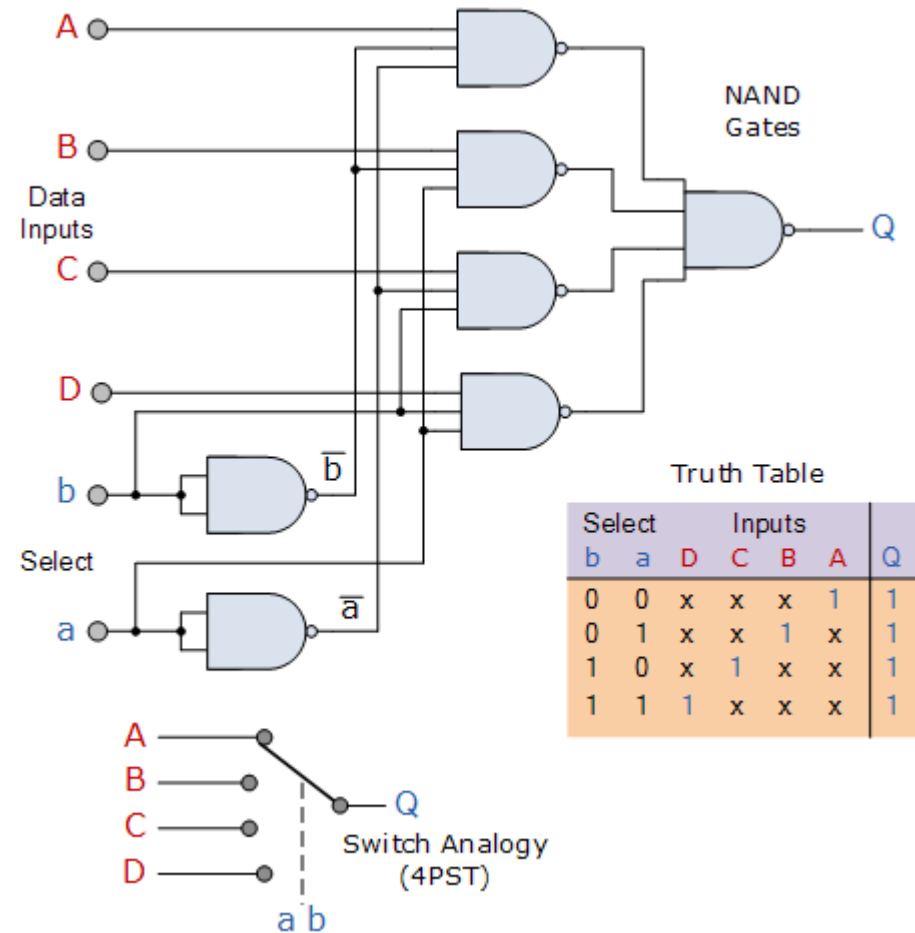 A
NAND
Gates
B
Data
Inputs
Q
C
D
b̅
b
Select
a̅
a
Truth Table
Select Inputs
b a D C B A Q
0 0 x x x 1 1
0 1 x x 1 x 1
1 0 x 1 x x 1
1 1 1 x x x 1
A
B
C
D
Q
Switch Analogy
(4PST)
a b